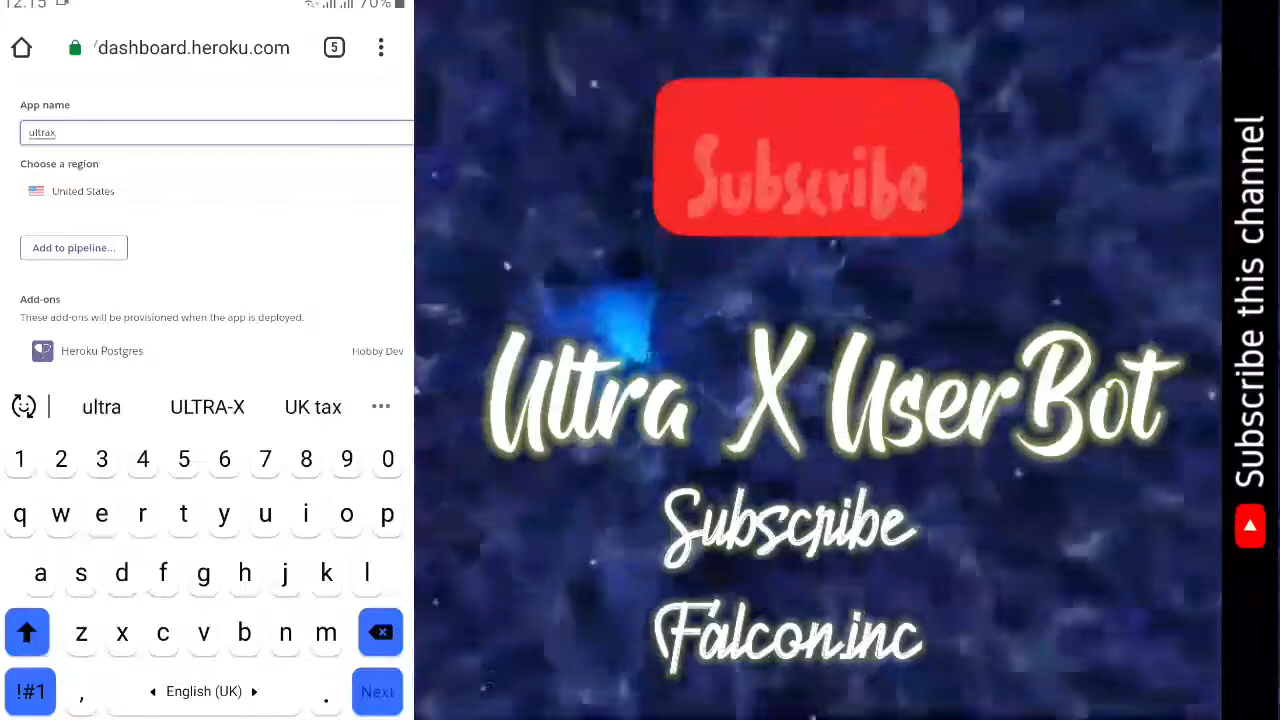 12:15
70%
dashboard.heroku.com
5
App name
ultrax
Choose a region
United States
Add to pipeline...
Add-ons
These add-ons will be provisioned when the app is deployed.
Heroku Postgres
Hobby Dev
ultra
ULTRA-X
UK tax
1 2 3 4 5 6 7 8 9 0
q w e r t y u i o p
a s d f g h j k l
z x c v b n m
!#1 , English (UK) . Next
Subscribe
Ultra X UserBot
Subscribe
Falcon.inc
Subscribe this channel